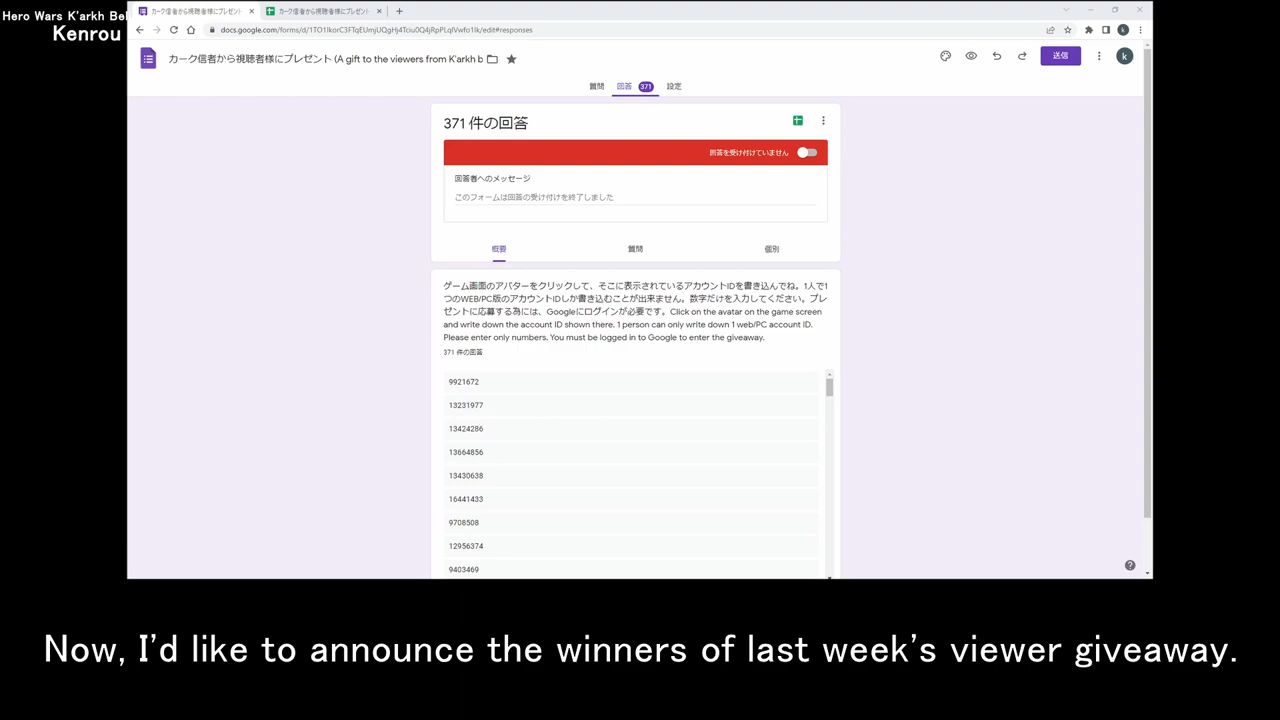 Hero Wars K'arkh Bel
Kenrou
カーク信者から視聴者様にプレゼント
カーク信者から視聴者様にプレゼント
docs.google.com/forms/d/
/edit#responses
カーク信者から視聴者様にプレゼント (A gift to the viewers from K'arkh b
送信
k
質問 回答 371 設定
371 件の回答
回答を受け付けていません
回答者へのメッセージ
このフォームは回答の受け付けを終了しました
概要 質問 個別
ゲーム画面のアバターをクリックして、そこに表示されているアカウントIDを書き込んでね。1人で1
つのWEB/PC版のアカウントIDしか書き込むことが出来ません。数字だけを入力してください。プレ
ゼントに応募する為には、Googleにログインが必要です。Click on the avatar on the game screen
and write down the account ID shown there. 1 person can only write down 1 web/PC account ID.
Please enter only numbers. You must be logged in to Google to enter the giveaway.
371 件の回答
9921672
13231977
13424286
13664856
13430638
16441433
9708508
12956374
9403469
Now, I'd like to announce the winners of last week's viewer giveaway.